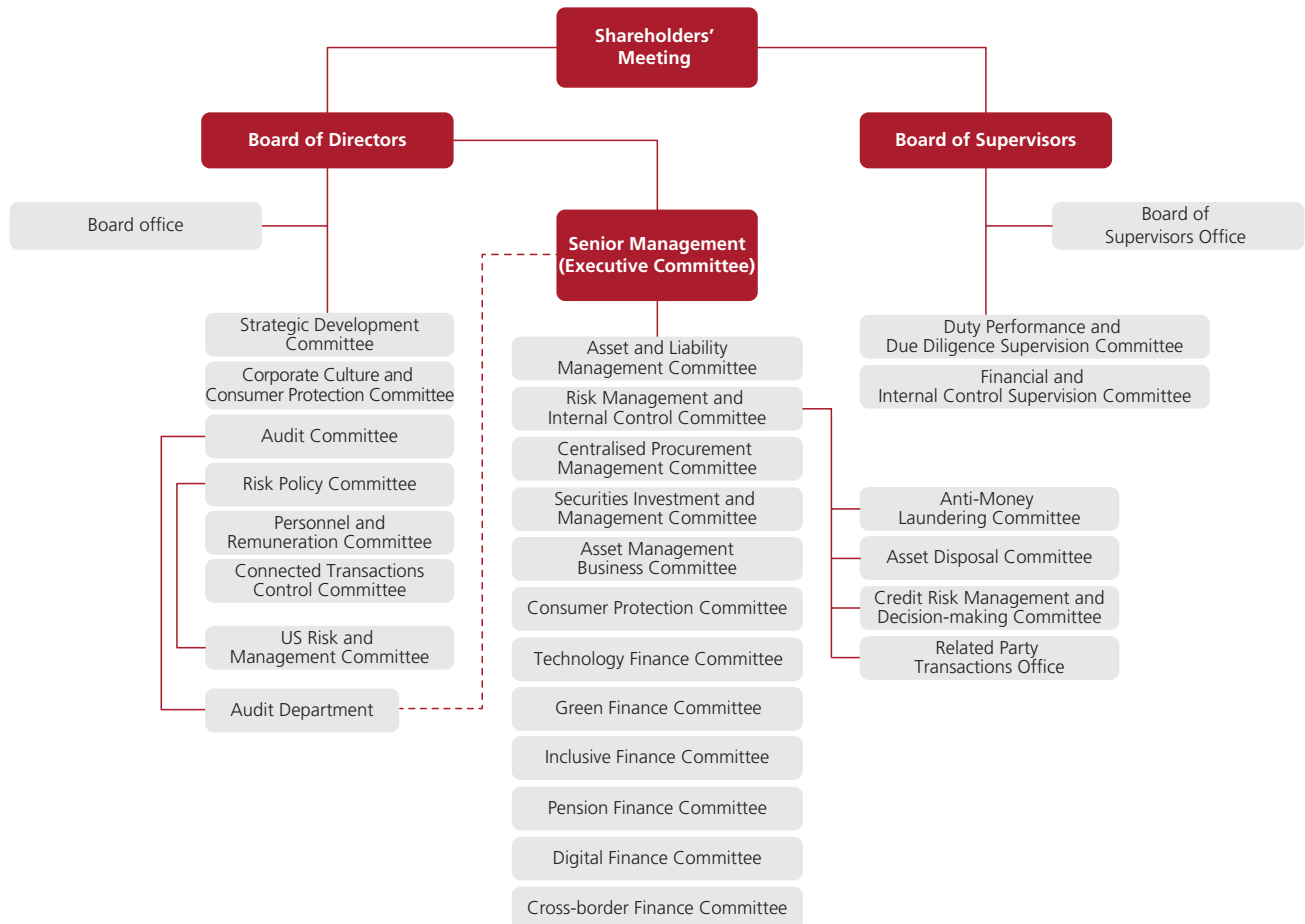 Shareholders'
Meeting
Board of Directors
Board of Supervisors
Board office
Board of
Supervisors Office
Senior Management
(Executive Committee)
Strategic Development
Committee
Corporate Culture and
Consumer Protection Committee
Audit Committee
Risk Policy Committee
Personnel and
Remuneration Committee
Connected Transactions
Control Committee
US Risk and
Management Committee
Audit Department
Asset and Liability
Management Committee
Risk Management and
Internal Control Committee
Centralised Procurement
Management Committee
Securities Investment and
Management Committee
Asset Management
Business Committee
Consumer Protection Committee
Technology Finance Committee
Green Finance Committee
Inclusive Finance Committee
Pension Finance Committee
Digital Finance Committee
Cross-border Finance Committee
Duty Performance and
Due Diligence Supervision Committee
Financial and
Internal Control Supervision Committee
Anti-Money
Laundering Committee
Asset Disposal Committee
Credit Risk Management and
Decision-making Committee
Related Party
Transactions Office